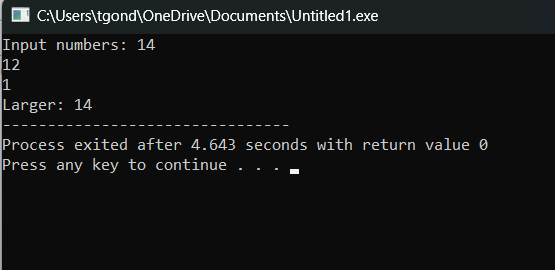 C:\Users\tgond\OneDrive\Documents\Untitled1.exe
Input numbers: 14
12
1
Larger: 14
--------------------------------
Process exited after 4.643 seconds with return value 0
Press any key to continue . . .